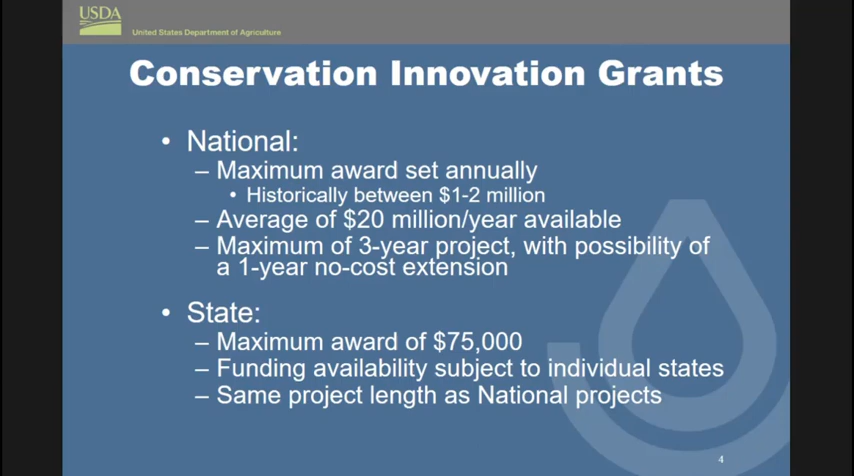 USDA
United States Department of Agriculture
Conservation Innovation Grants
• National:
– Maximum award set annually
• Historically between $1-2 million
– Average of $20 million/year available
– Maximum of 3-year project, with possibility of
a 1-year no-cost extension
• State:
– Maximum award of $75,000
– Funding availability subject to individual states
– Same project length as National projects
4